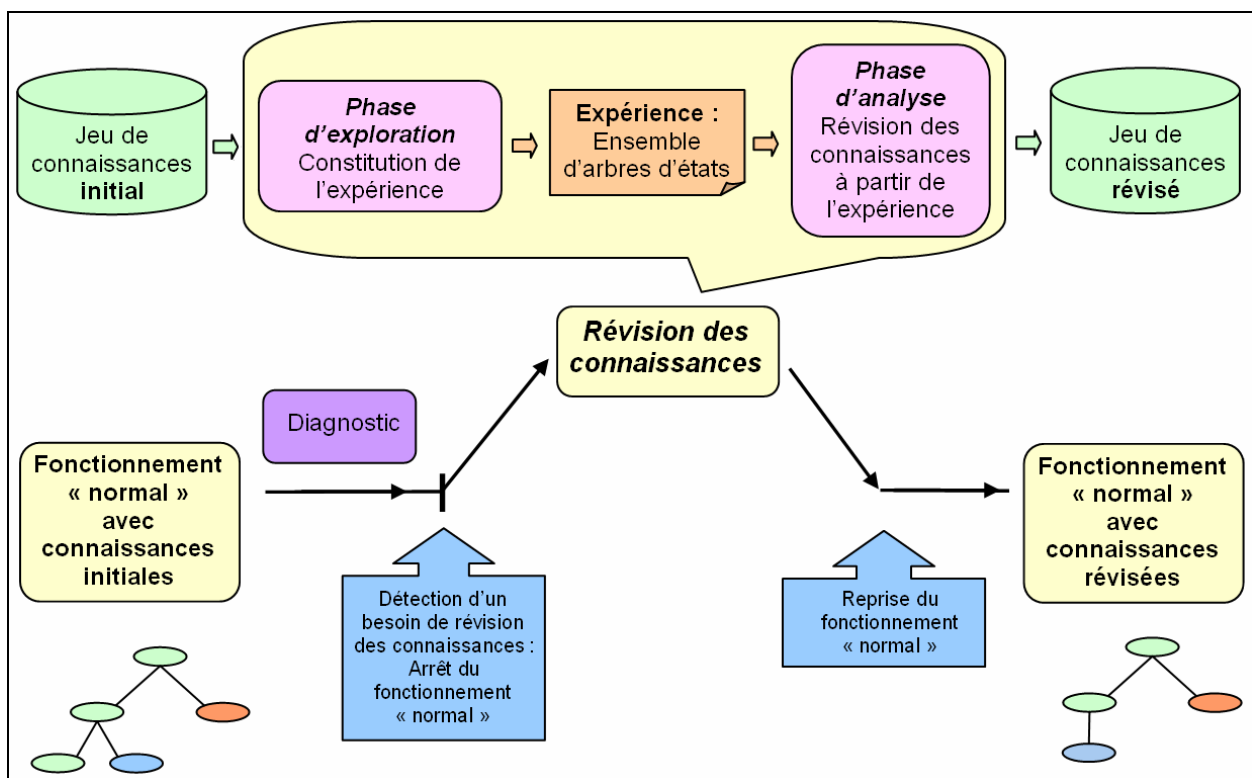 Jeu de
connaissances
initial
Phase
d'exploration
Constitution de
l'expérience
Expérience :
Ensemble
d'arbres d'états
Phase
d'analyse
Révision des
connaissances
à partir de
l'expérience
Jeu de
connaissances
révisé
Révision des
connaissances
Diagnostic
Fonctionnement
« normal »
avec
connaissances
initiales
Détection d'un
besoin de révision
des connaissances :
Arrêt du
fonctionnement
« normal »
Reprise du
fonctionnement
« normal »
Fonctionnement
« normal »
avec
connaissances
révisées